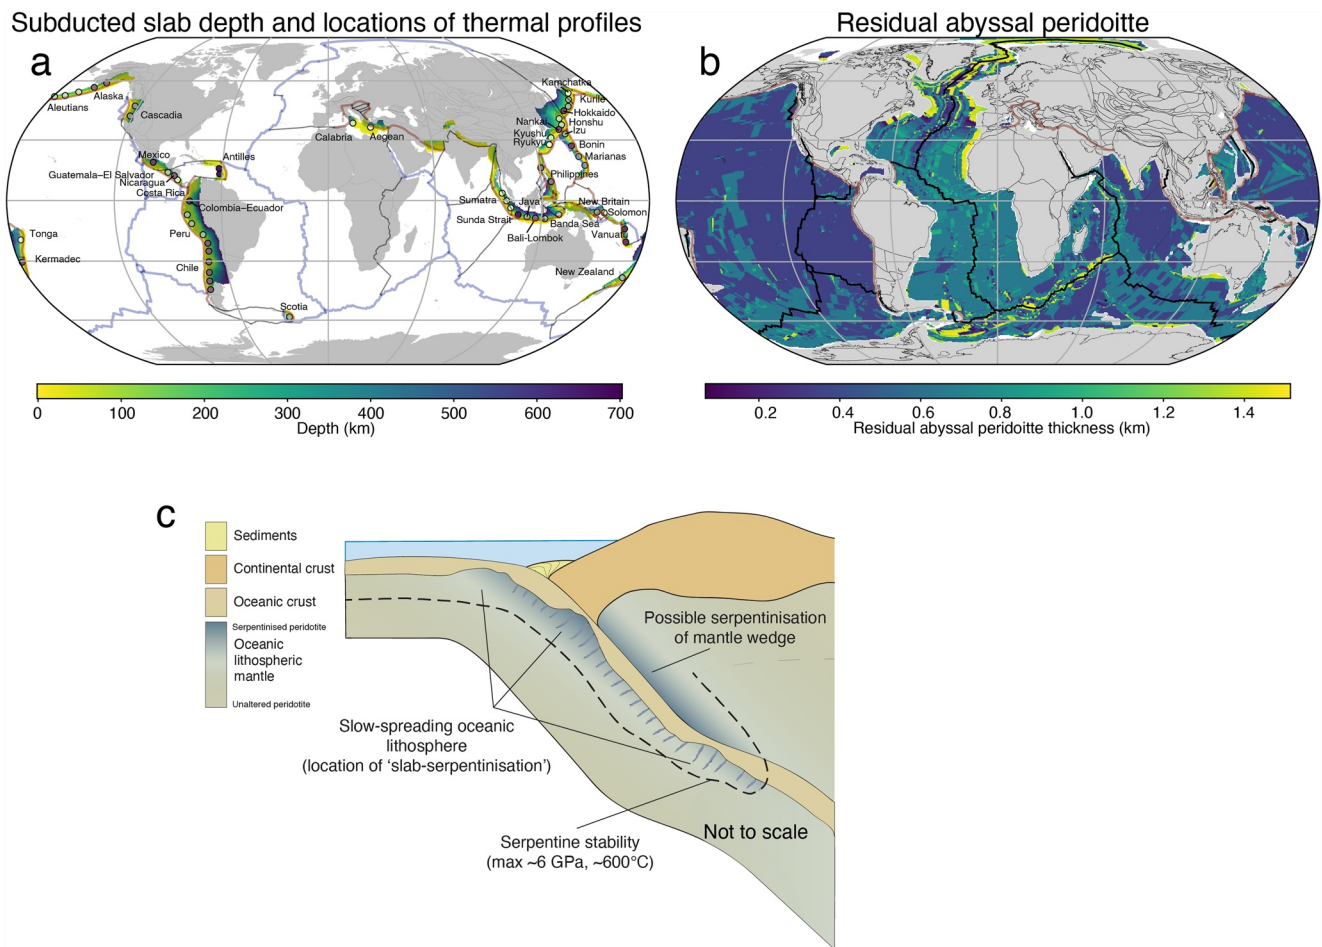 Subducted slab depth and locations of thermal profiles
a
Aleutians
Alaska
Cascadia
Mexico
Guatemala–El Salvador
Nicaragua
Costa Rica
Antilles
Colombia–Ecuador
Peru
Chile
Scotia
Tonga
Kermadec
Calabria
Aegean
Kamchatka
Kurile
Hokkaido
Nankai
Honshu
Kyushu
Izu
Ryukyu
Bonin
Marianas
Philippines
Sumatra
Java
New Britain
Solomon
Sunda Strait
Banda Sea
Bali-Lombok
Vanuatu
New Zealand
0 100 200 300 400 500 600 700
Depth (km)
Residual abyssal peridoitte
b
0.2 0.4 0.6 0.8 1.0 1.2 1.4
Residual abyssal peridoitte thickness (km)
c
Sediments
Continental crust
Oceanic crust
Serpentinised peridotite
Oceanic
lithospheric
mantle
Unaltered peridotite
Possible serpentinisation
of mantle wedge
Slow-spreading oceanic
lithosphere
(location of ‘slab-serpentinisation’)
Serpentine stability
(max ~6 GPa, ~600°C)
Not to scale